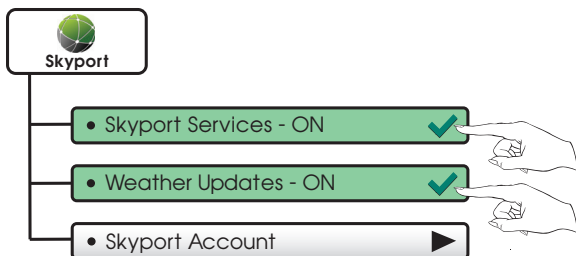 Skyport
• Skyport Services - ON
• Weather Updates - ON
• Skyport Account